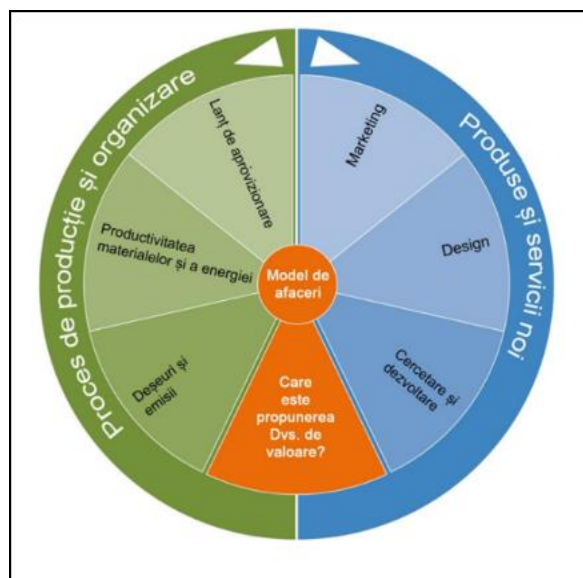 Proces de producție și organizare
Produse și servicii noi
Lanț de aprovizionare
Marketing
Productivitatea
materialelor și a energiei
Design
Model de
afaceri
Deșeuri și
emisii
Cercetare și
dezvoltare
Care
este
propunerea
Dvs. de
valoare?